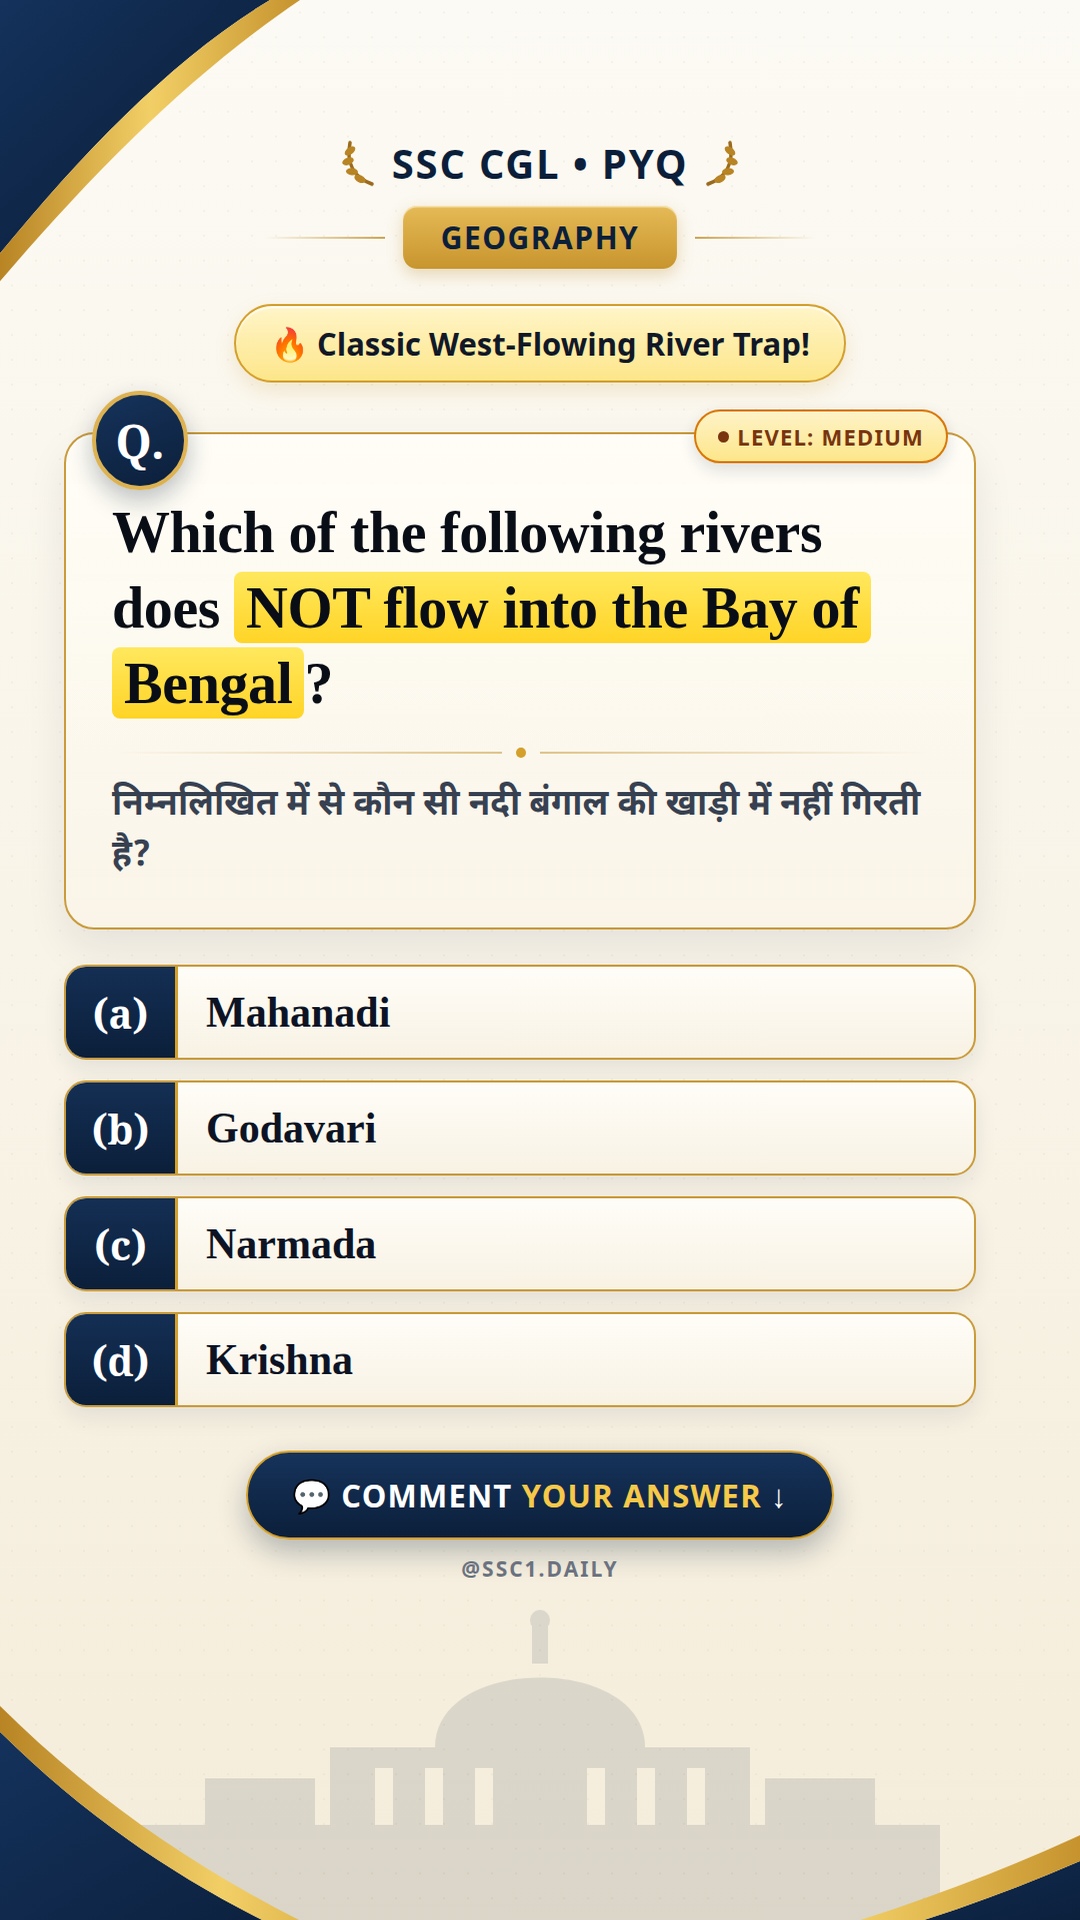 SSC CGL • PYQ
GEOGRAPHY
🔥 Classic West-Flowing River Trap!
Q.
LEVEL: MEDIUM
Which of the following rivers
does NOT flow into the Bay of
Bengal?
निम्नलिखित में से कौन सी नदी बंगाल की खाड़ी में नहीं गिरती
है?
(a) Mahanadi
(b) Godavari
(c) Narmada
(d) Krishna
💬 COMMENT YOUR ANSWER ↓
@SSC1.DAILY